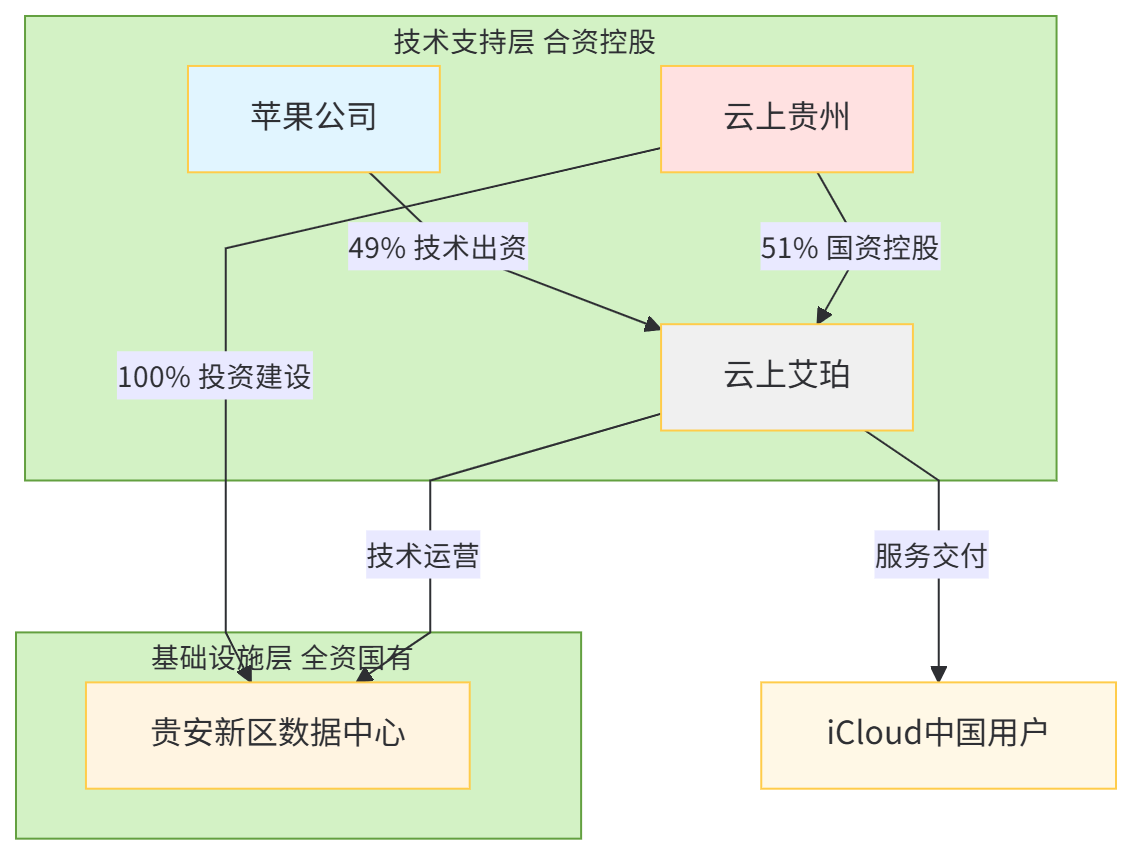 技术支持层 合资控股
苹果公司
云上贵州
49% 技术出资
51% 国资控股
100% 投资建设
云上艾珀
技术运营
服务交付
基础设施层 全资国有
贵安新区数据中心
iCloud中国用户